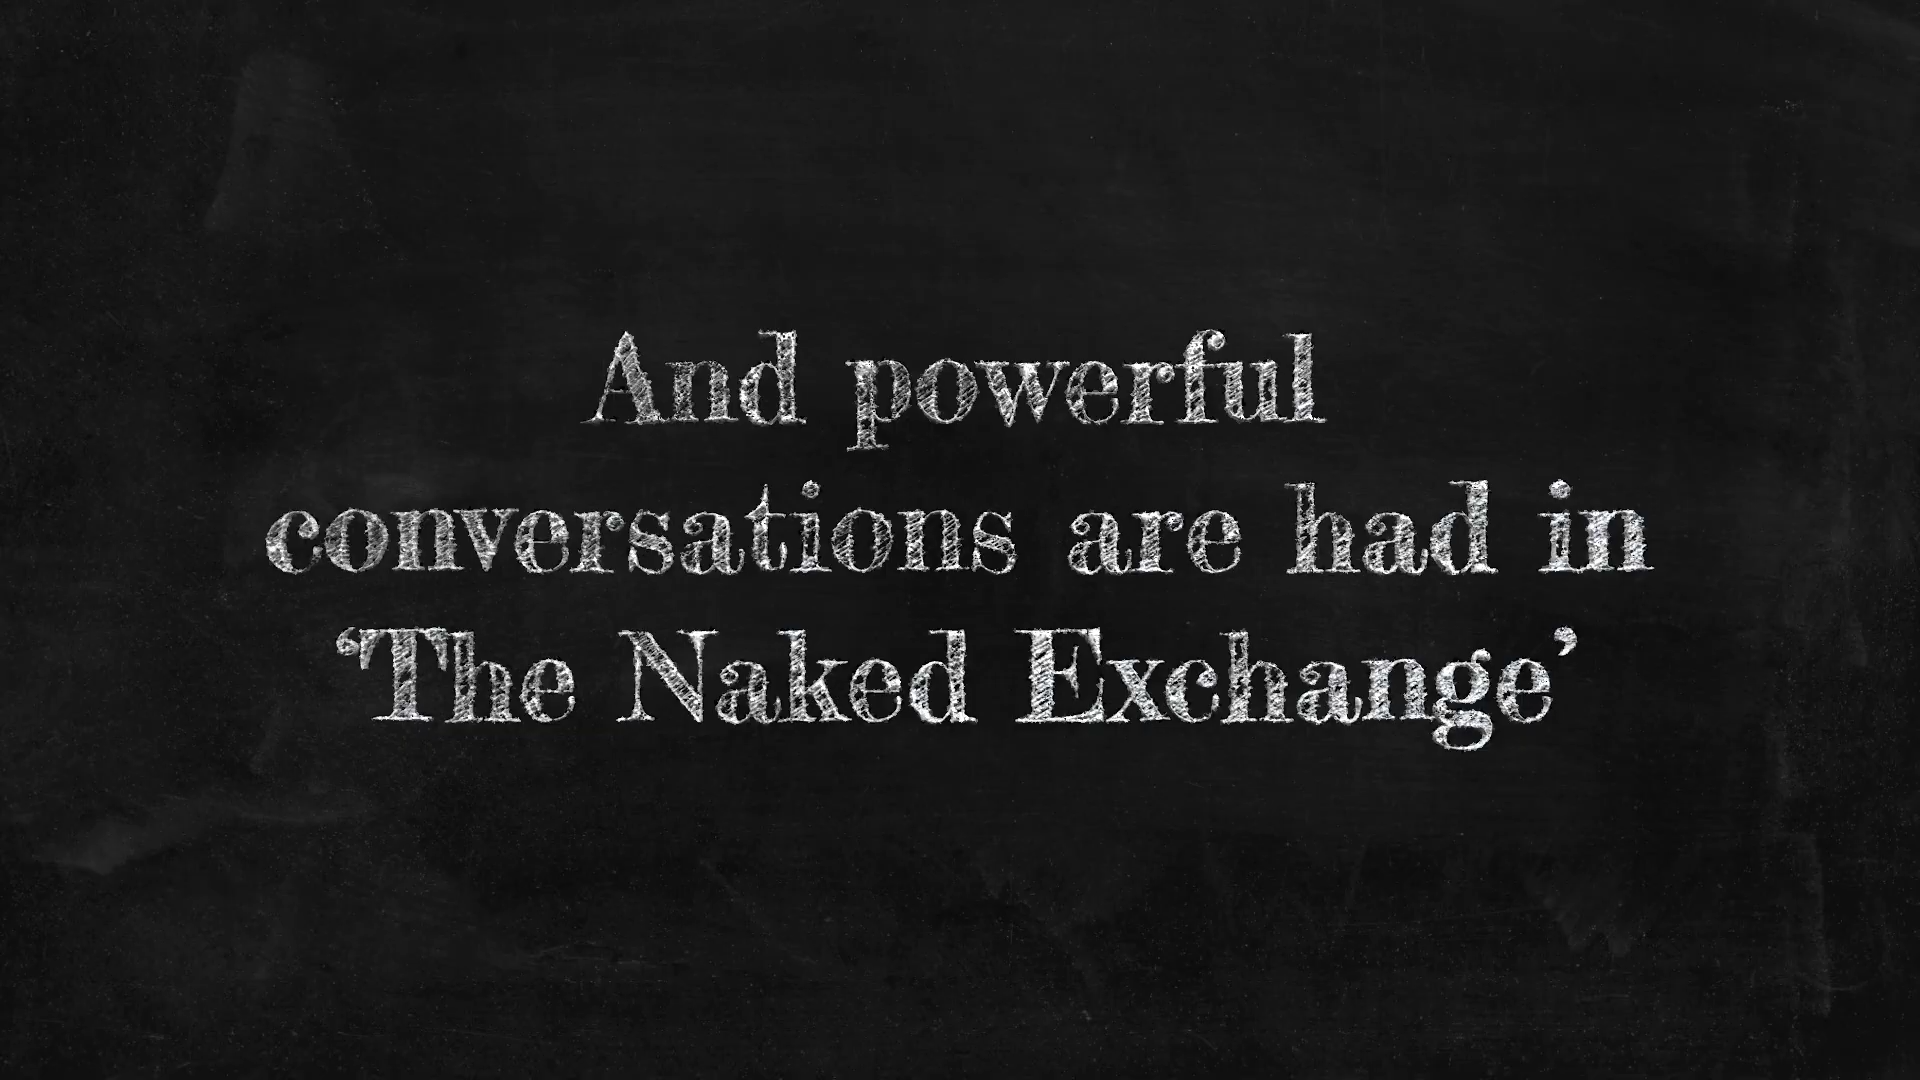 And powerful
conversations are had in
‘The Naked Exchange’